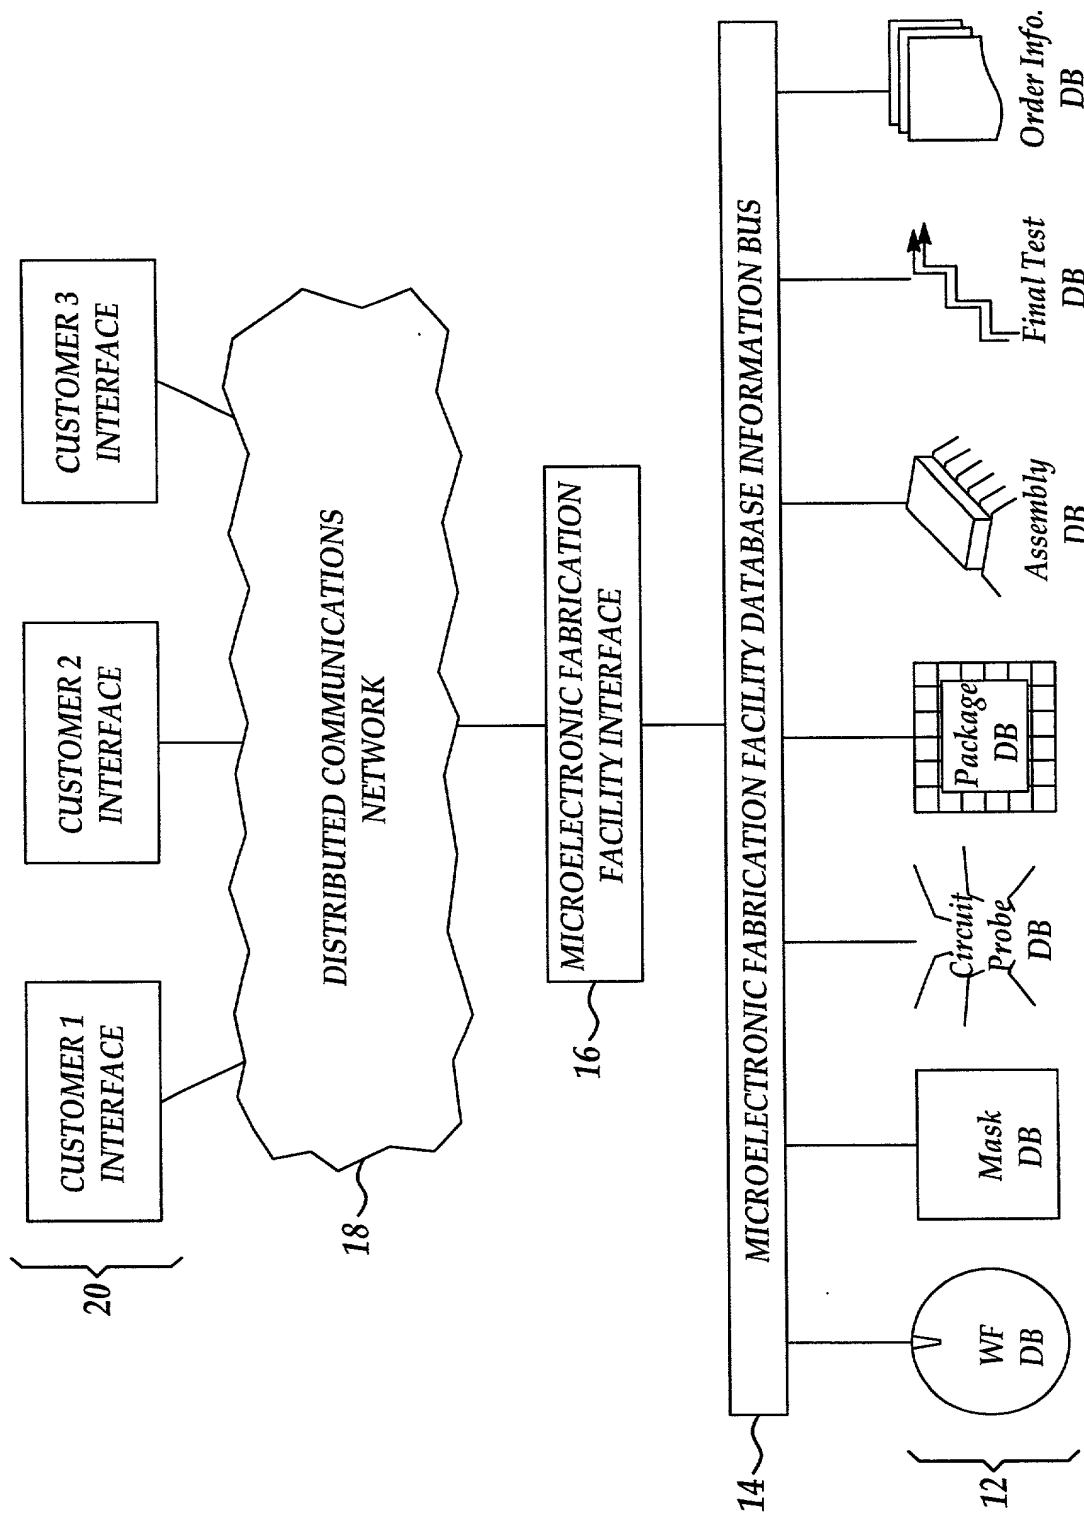 20
CUSTOMER 1
INTERFACE
CUSTOMER 2
INTERFACE
CUSTOMER 3
INTERFACE
18
DISTRIBUTED COMMUNICATIONS
NETWORK
16
MICROELECTRONIC FABRICATION
FACILITY INTERFACE
14
MICROELECTRONIC FABRICATION FACILITY DATABASE INFORMATION BUS
12
WF
DB
Mask
DB
Circuit
Probe
DB
Package
DB
Assembly
DB
Final Test
DB
Order Info.
DB